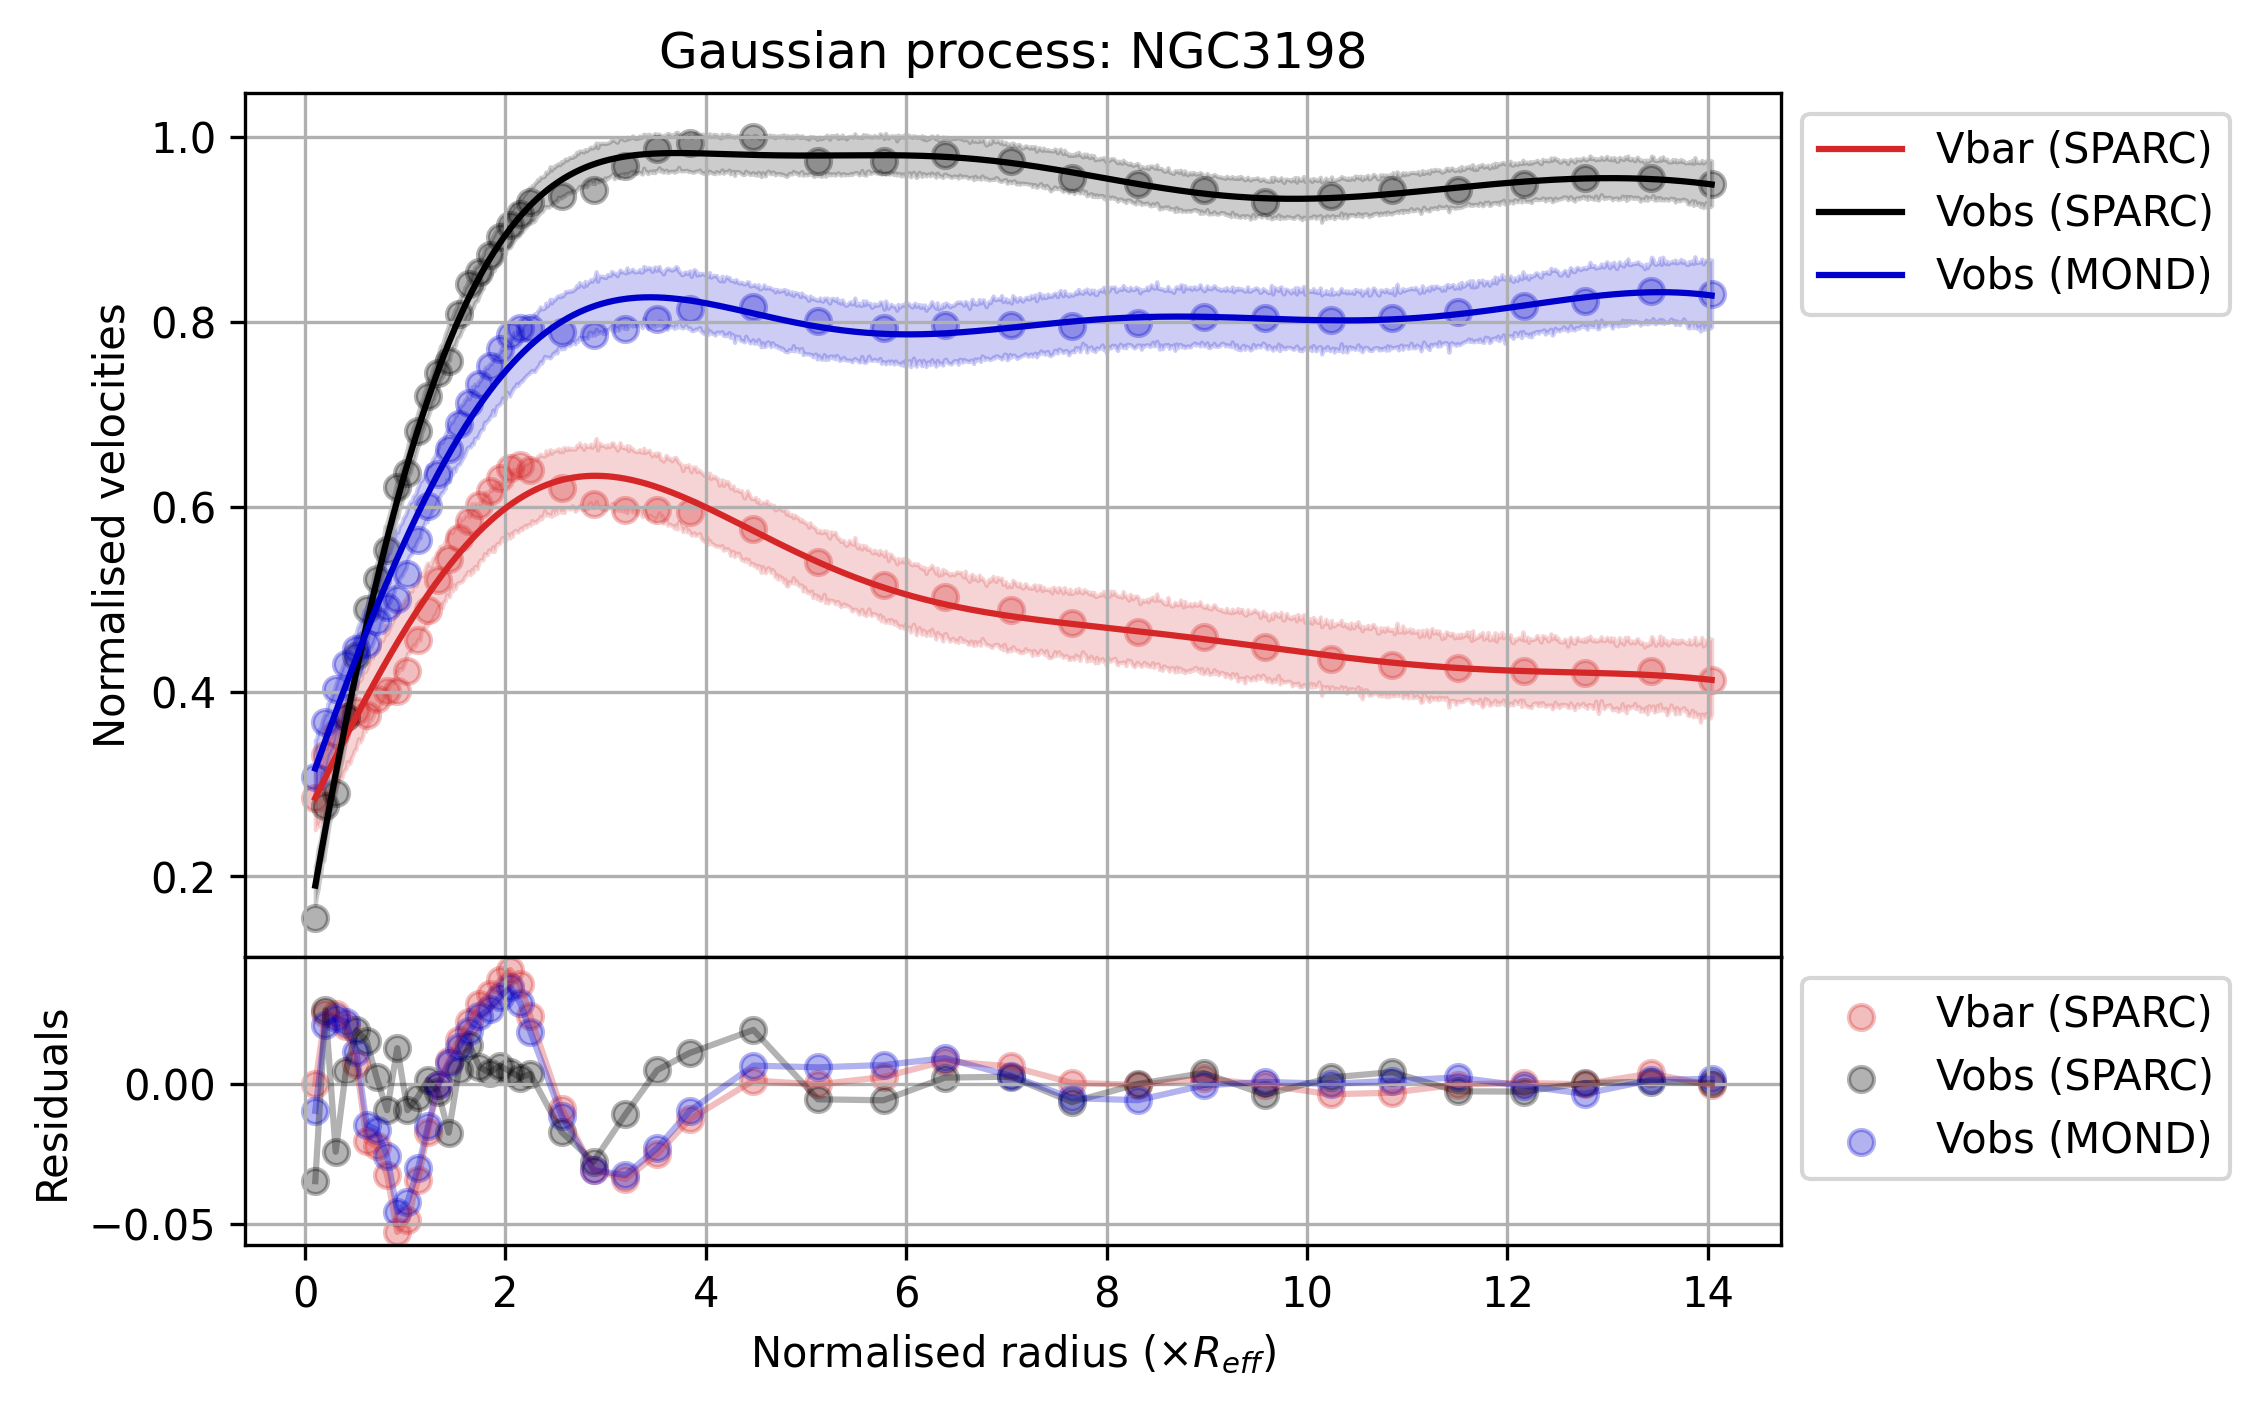 Gaussian process: NGC3198
1.0
0.8
0.6
0.4
0.2
Normalised velocities
Vbar (SPARC)
Vobs (SPARC)
Vobs (MOND)
0.00
−0.05
Residuals
Vbar (SPARC)
Vobs (SPARC)
Vobs (MOND)
0 2 4 6 8 10 12 14
Normalised radius (×R_eff)